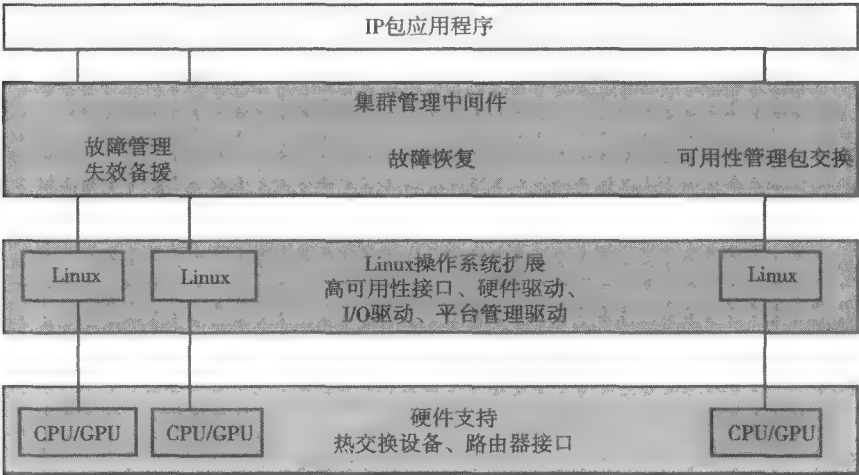 IP包应用程序
集群管理中间件
故障管理
失效备援
故障恢复
可用性管理包交换
Linux
Linux
Linux操作系统扩展
高可用性接口、硬件驱动、
I/O驱动、平台管理驱动
Linux
CPU/GPU
CPU/GPU
硬件支持
热交换设备、路由器接口
CPU/GPU